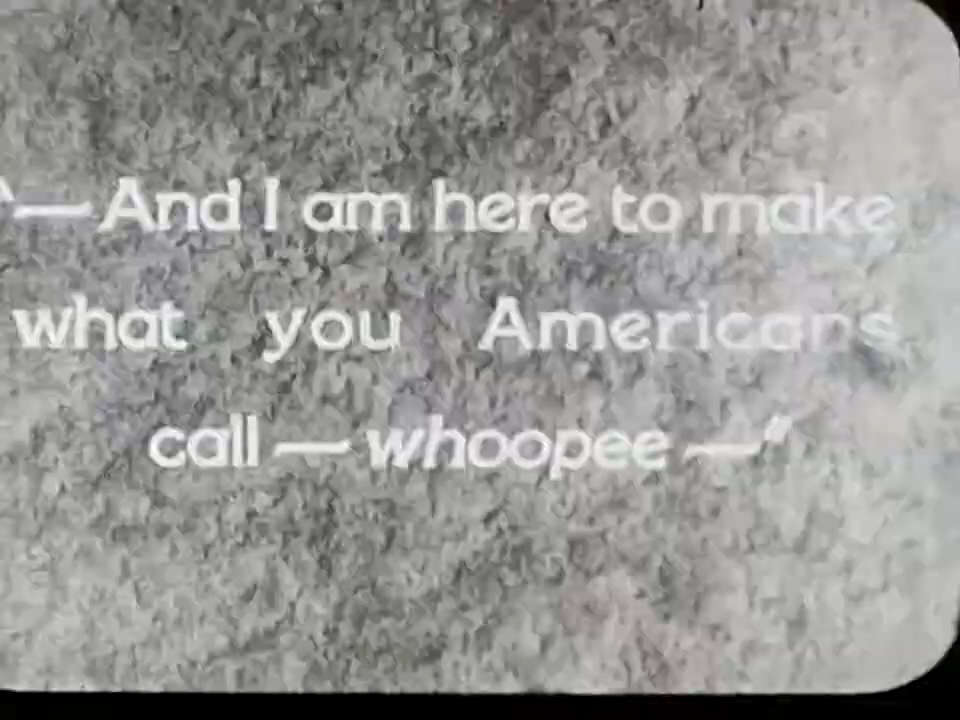 "— And I am here to make
what you Americans
call — whoopee —"